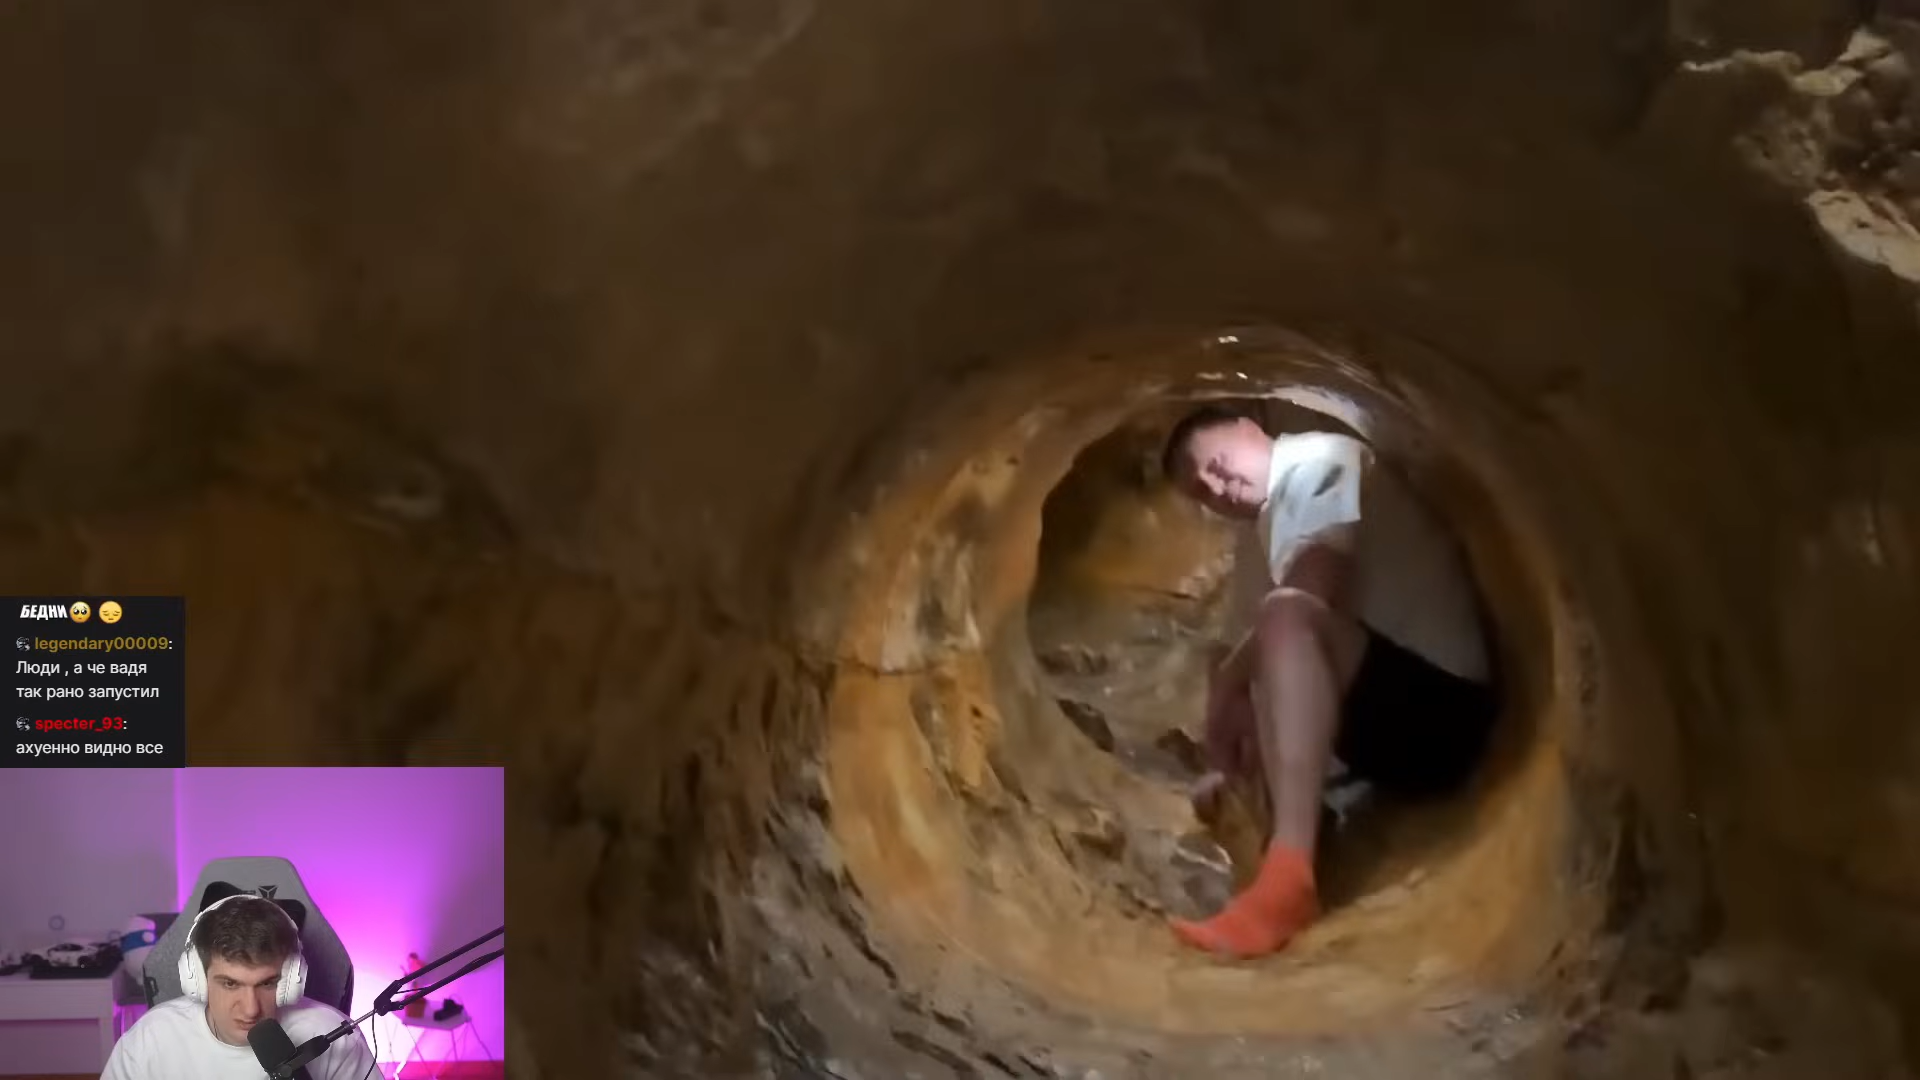 БЕДНИ🥺 😔
legendary00009:
Люди , а че вадя
так рано запустил
specter_93:
ахуенно видно все